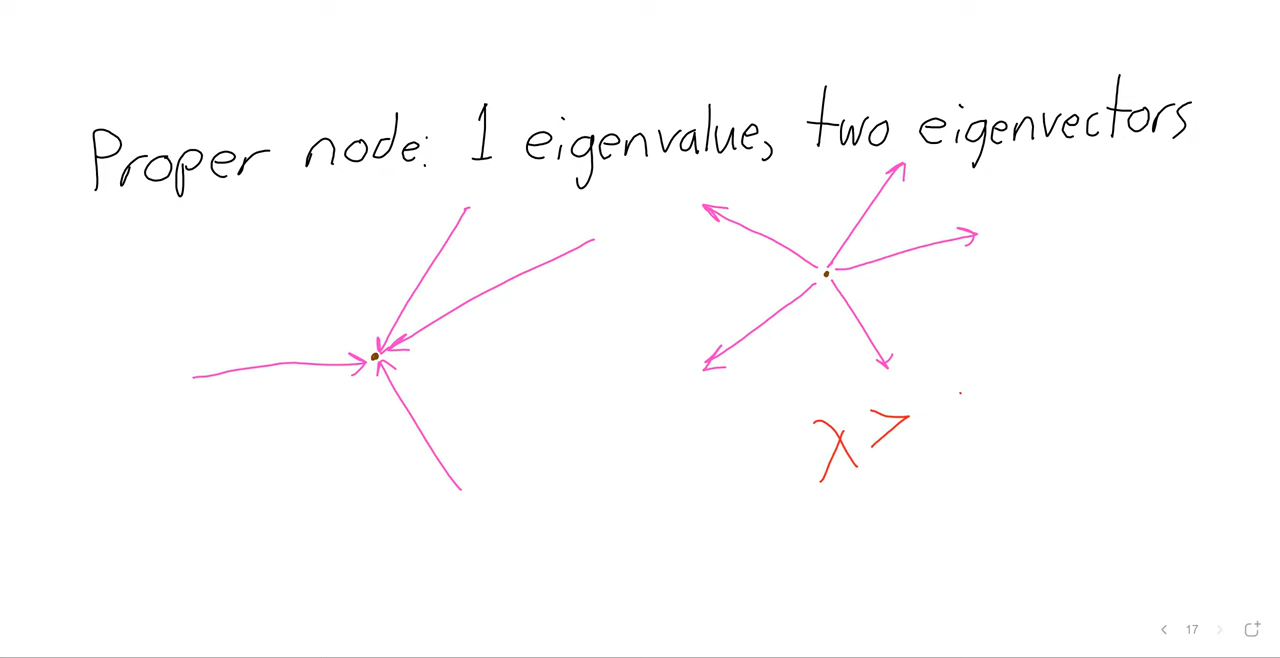 Proper node: 1 eigenvalue, two eigenvectors
λ >
17